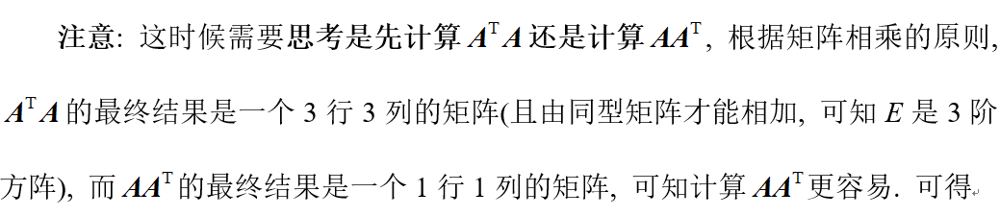 注意: 这时候需要思考是先计算 AᵀA 还是计算 AAᵀ, 根据矩阵相乘的原则,
AᵀA 的最终结果是一个 3 行 3 列的矩阵(且由同型矩阵才能相加, 可知 E 是 3 阶
方阵), 而 AAᵀ 的最终结果是一个 1 行 1 列的矩阵, 可知计算 AAᵀ 更容易. 可得